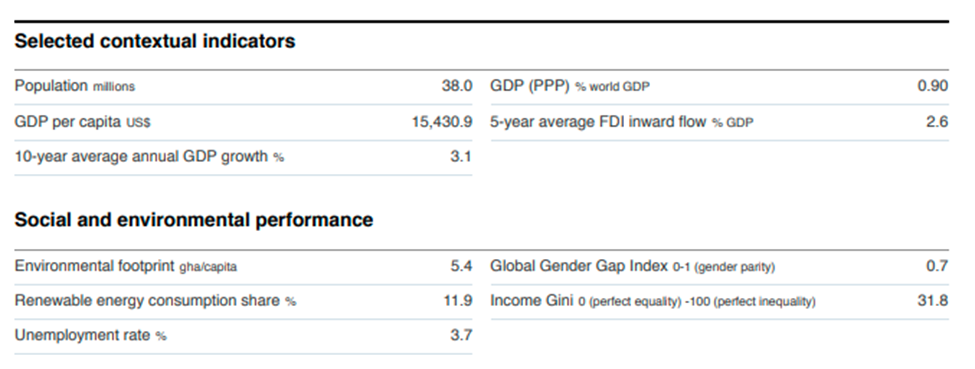 Selected contextual indicators
Population millions 38.0 GDP (PPP) % world GDP 0.90
GDP per capita US$ 15,430.9 5-year average FDI inward flow % GDP 2.6
10-year average annual GDP growth % 3.1
Social and environmental performance
Environmental footprint gha/capita 5.4 Global Gender Gap Index 0-1 (gender parity) 0.7
Renewable energy consumption share % 11.9 Income Gini 0 (perfect equality) -100 (perfect inequality) 31.8
Unemployment rate % 3.7